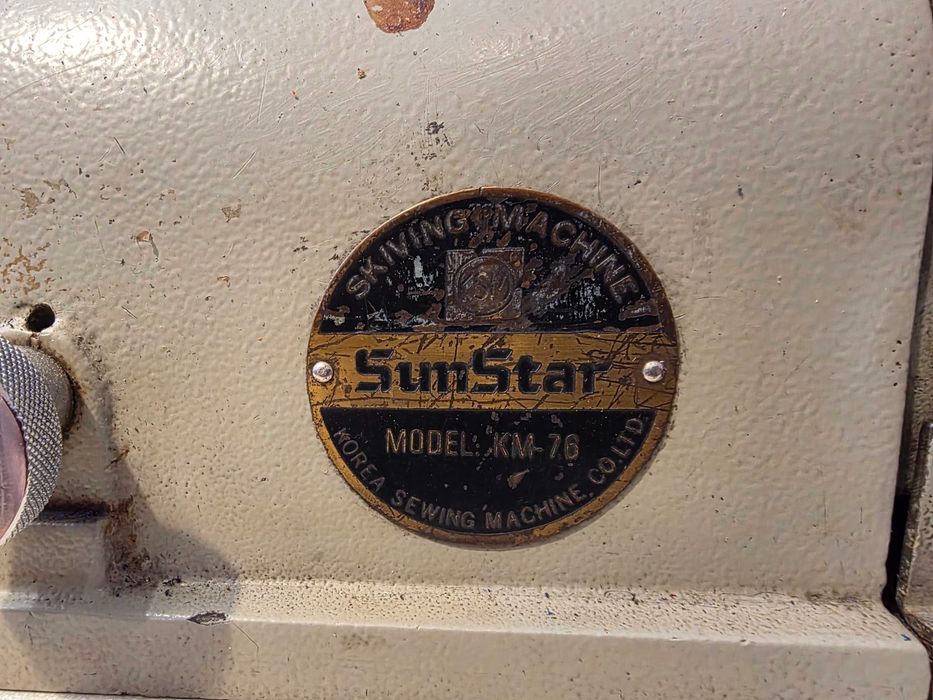 SKIVING MACHINE
SunStar
MODEL: KM-76
KOREA SEWING MACHINE. CO. LTD.